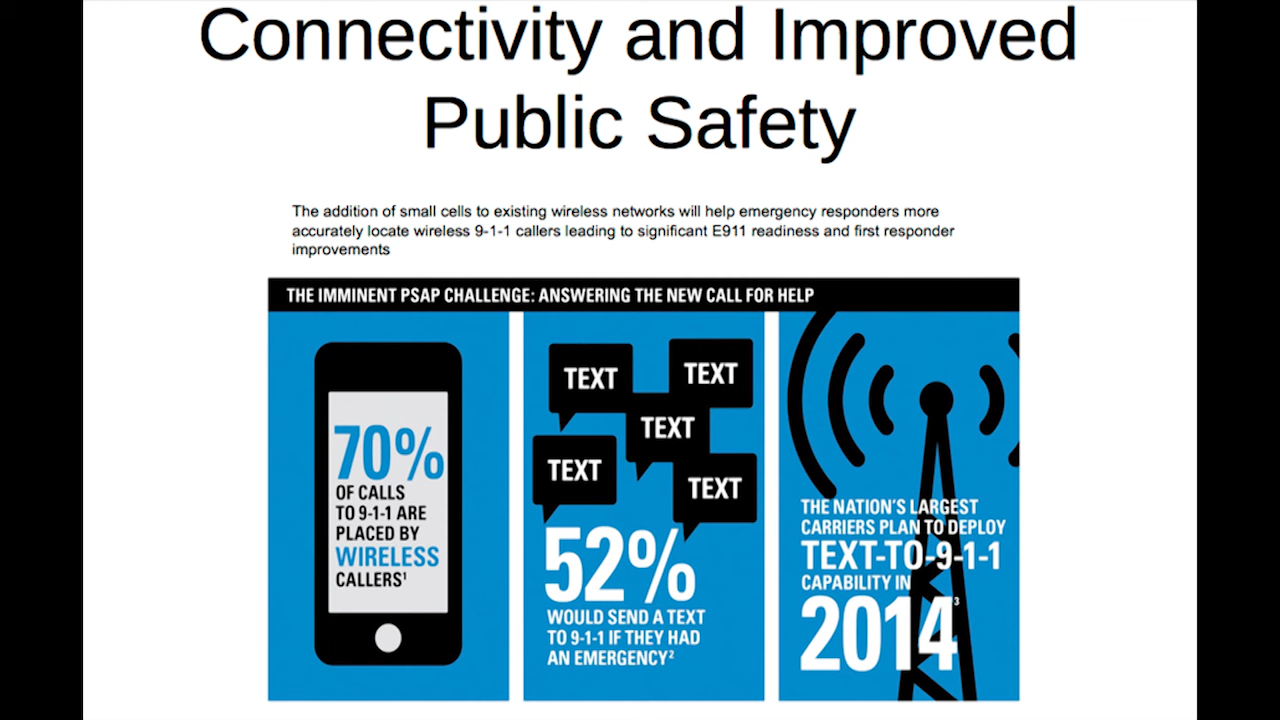 Connectivity and Improved
Public Safety
The addition of small cells to existing wireless networks will help emergency responders more
accurately locate wireless 9-1-1 callers leading to significant E911 readiness and first responder
improvements
THE IMMINENT PSAP CHALLENGE: ANSWERING THE NEW CALL FOR HELP
70%
OF CALLS
TO 9-1-1 ARE
PLACED BY
WIRELESS
CALLERS¹
TEXT
TEXT
TEXT
TEXT
TEXT
52%
WOULD SEND A TEXT
TO 9-1-1 IF THEY HAD
AN EMERGENCY²
THE NATION'S LARGEST
CARRIERS PLAN TO DEPLOY
TEXT-TO-9-1-1
CAPABILITY IN
2014³